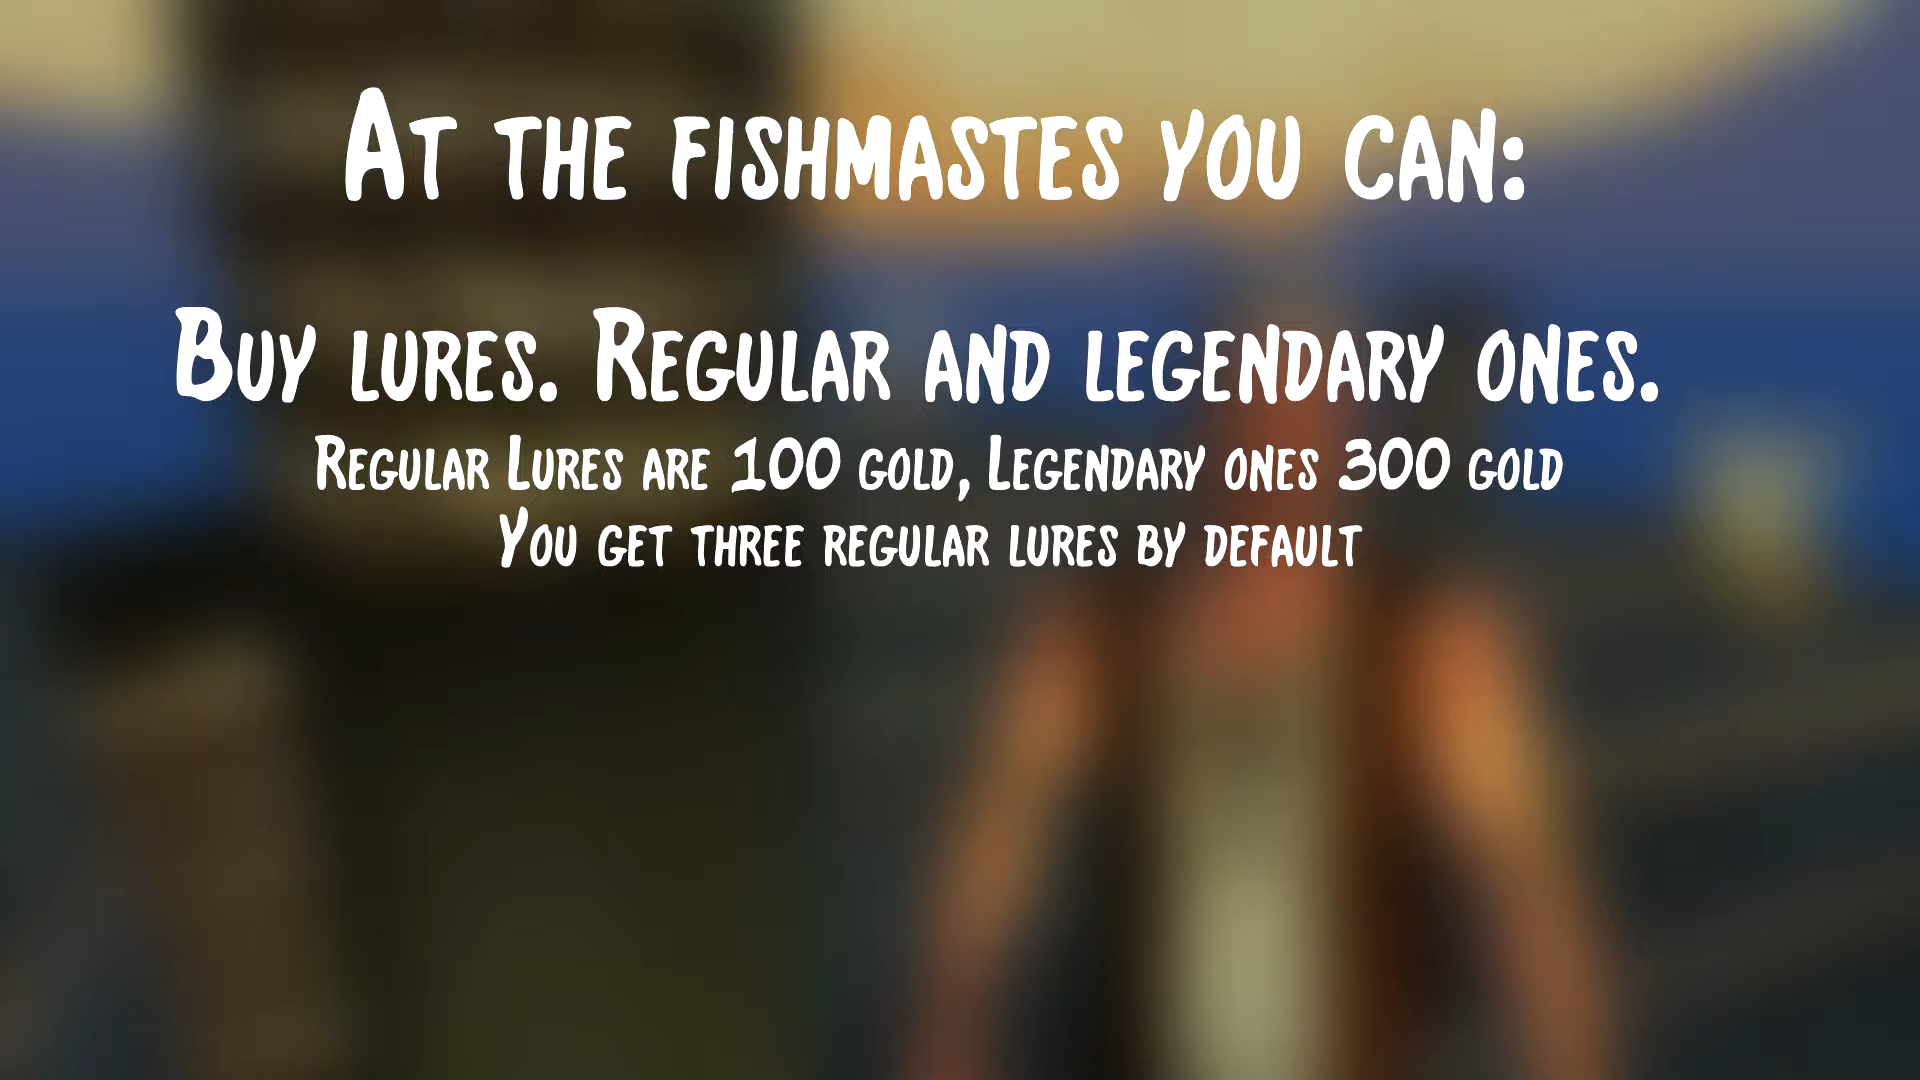 At the fishmastes you can:
Buy lures. Regular and legendary ones.
Regular Lures are 100 gold, Legendary ones 300 gold
You get three regular lures by default